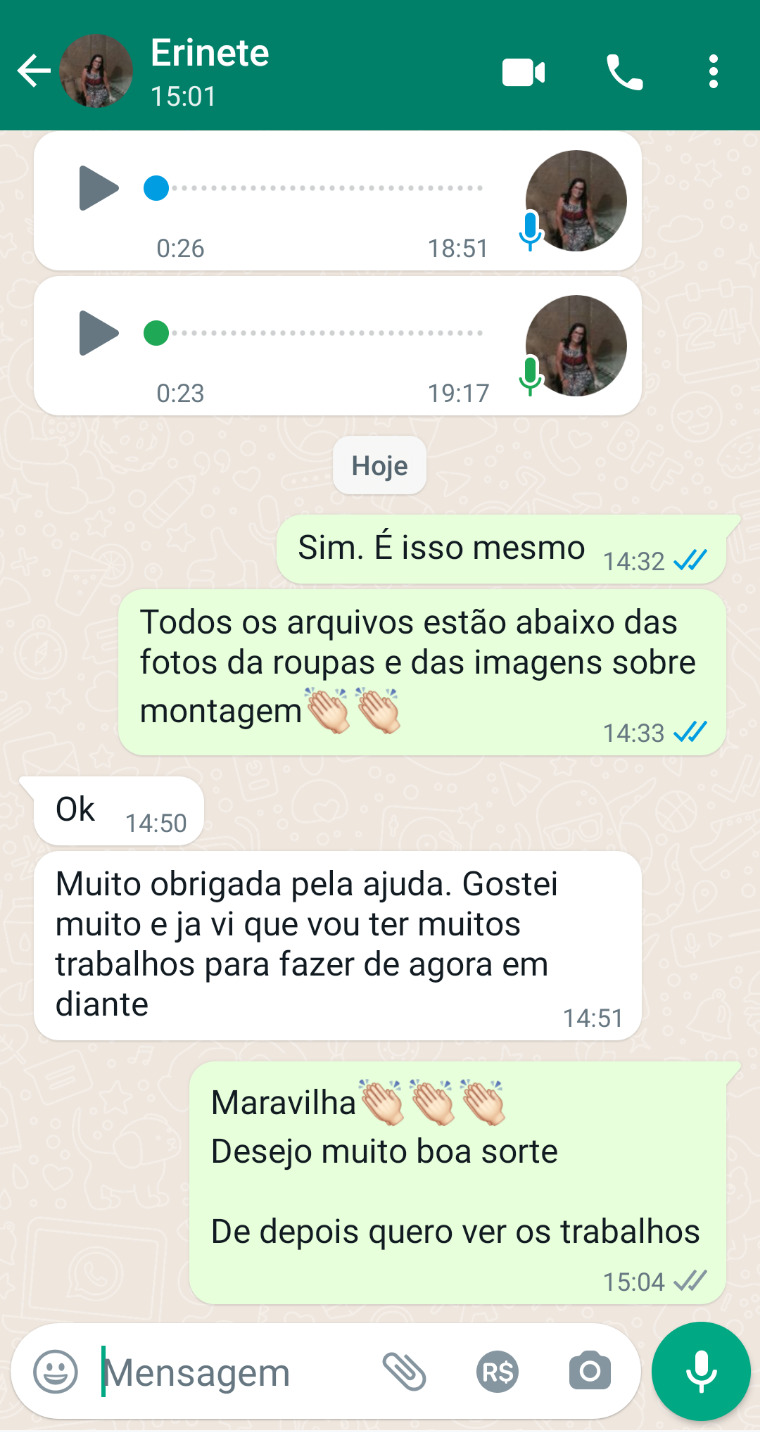 Erinete
15:01
0:26 18:51
0:23 19:17
Hoje
Sim. É isso mesmo 14:32
Todos os arquivos estão abaixo das
fotos da roupas e das imagens sobre
montagem👏🏻👏🏻
14:33
Ok 14:50
Muito obrigada pela ajuda. Gostei
muito e ja vi que vou ter muitos
trabalhos para fazer de agora em
diante
14:51
Maravilha👏🏻👏🏻👏🏻
Desejo muito boa sorte
De depois quero ver os trabalhos
15:04
Mensagem R$